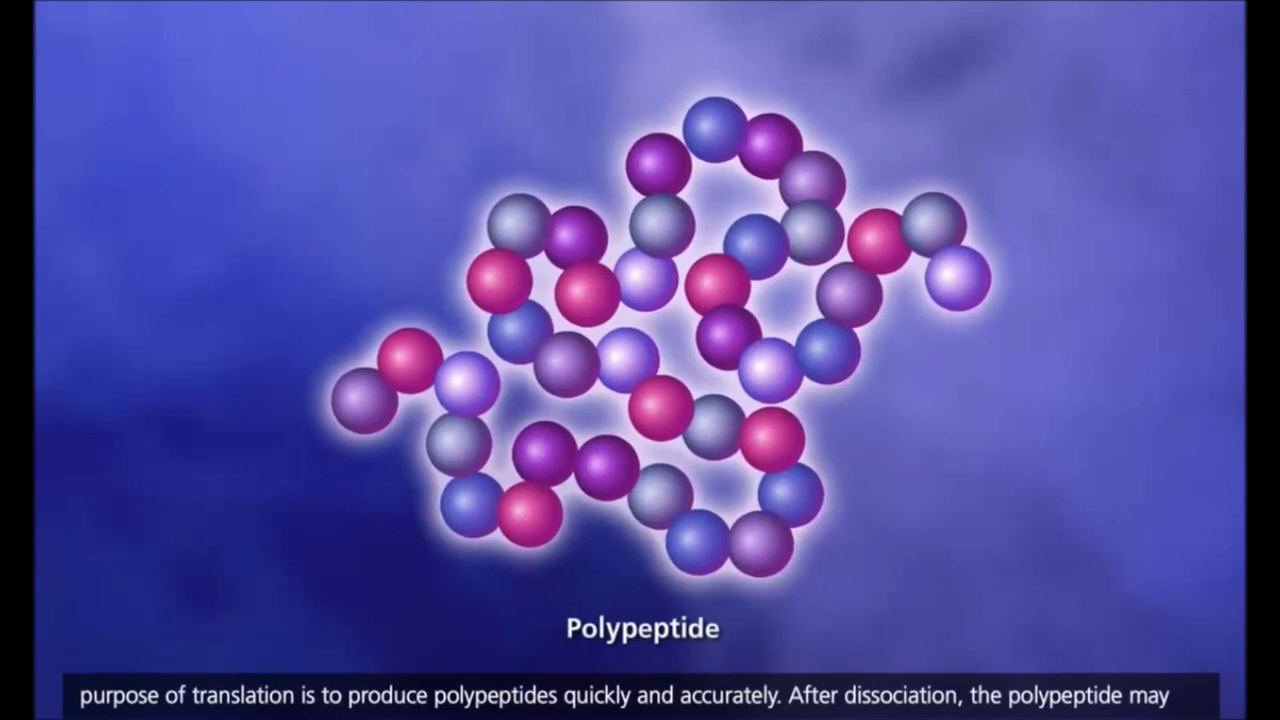 Polypeptide
purpose of translation is to produce polypeptides quickly and accurately. After dissociation, the polypeptide may